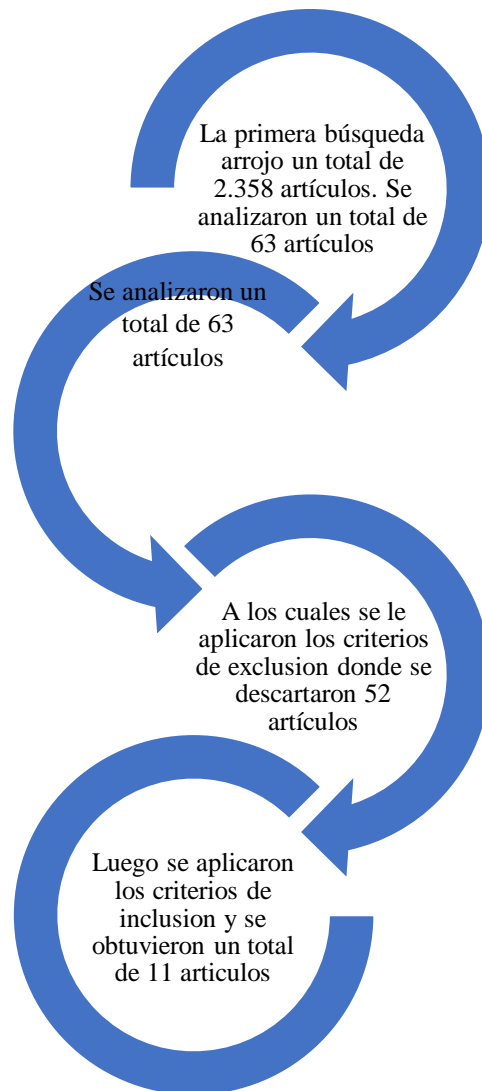 La primera búsqueda
arrojo un total de
2.358 artículos. Se
analizaron un total de
63 artículos
Se analizaron un
total de 63
artículos
A los cuales se le
aplicaron los criterios
de exclusion donde se
descartaron 52
artículos
Luego se aplicaron
los criterios de
inclusion y se
obtuvieron un total
de 11 articulos